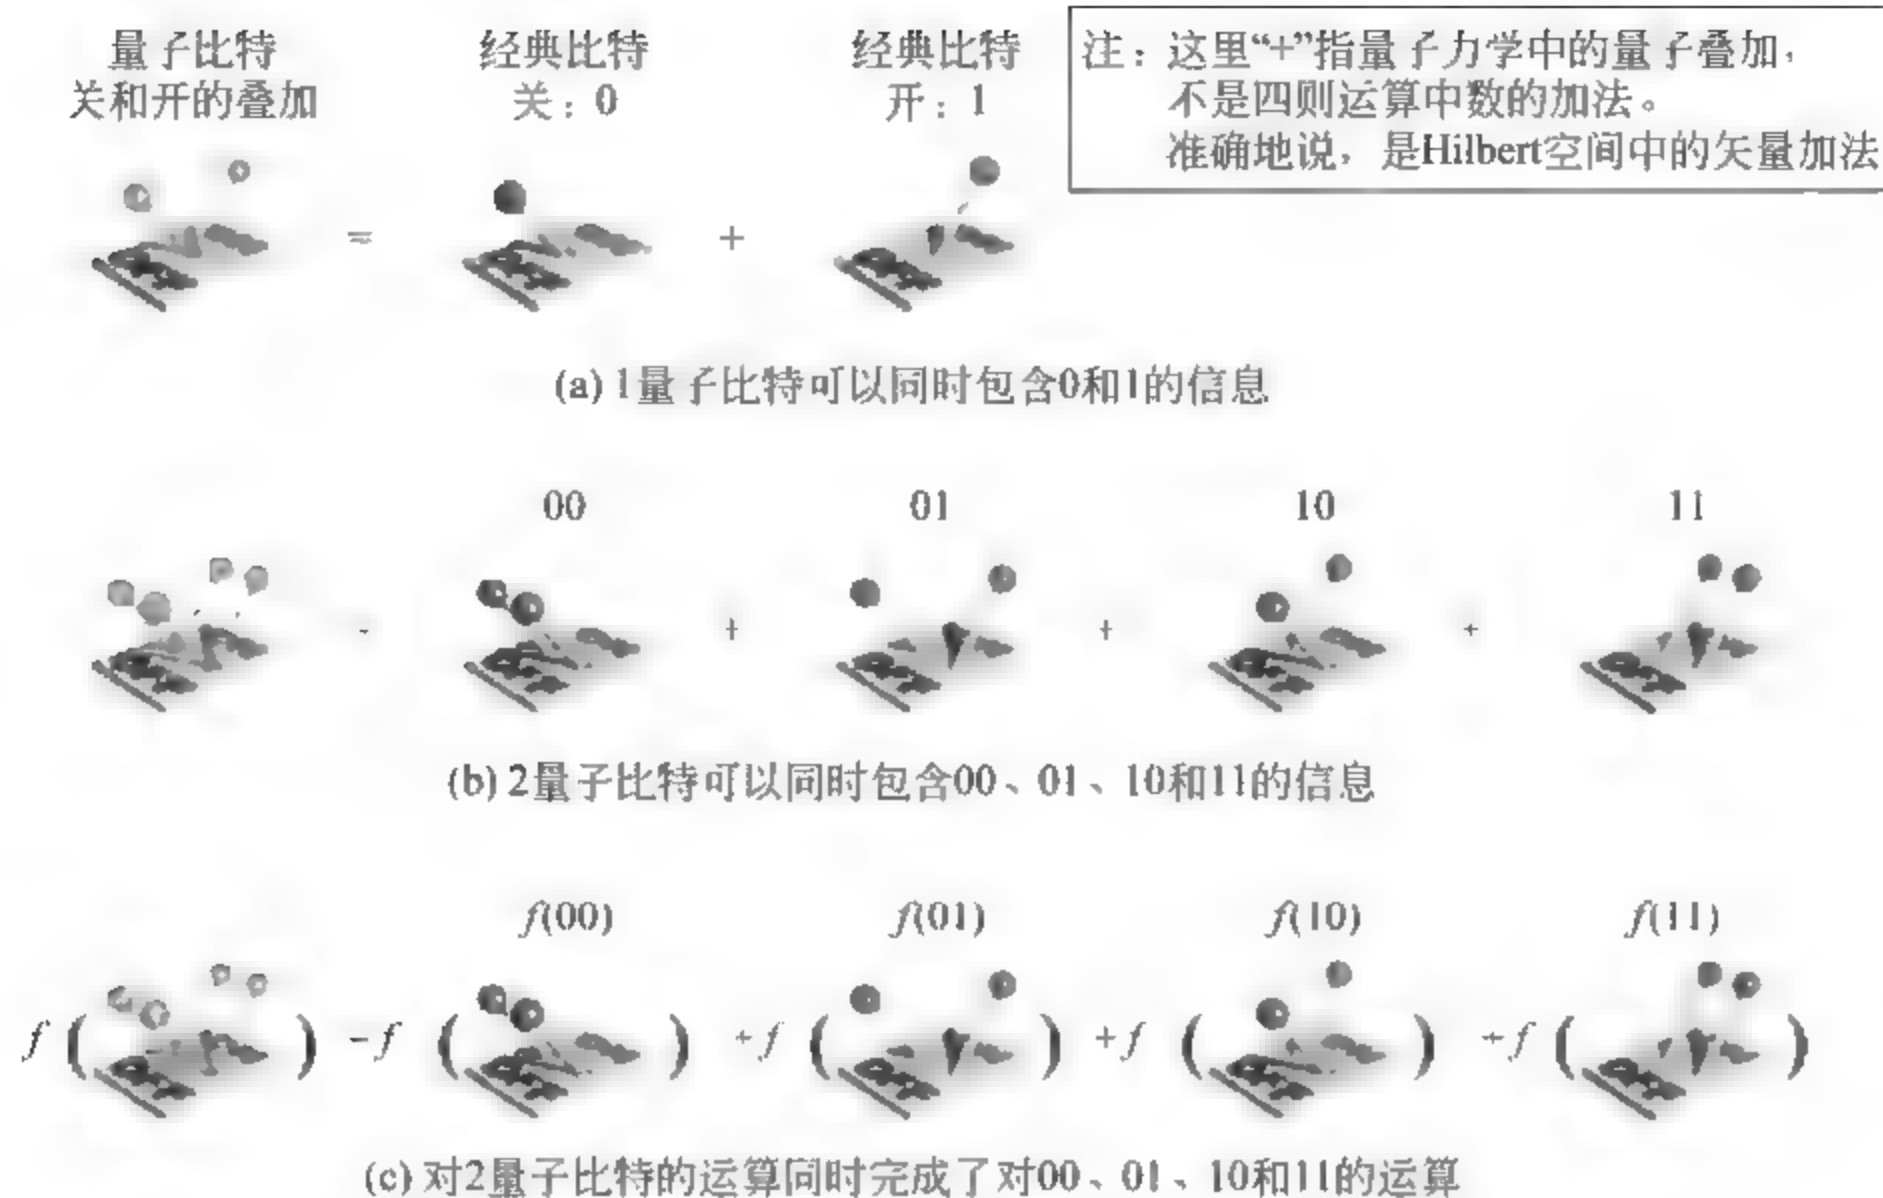 量子比特
关和开的叠加
经典比特
关：0
经典比特
开：1
注：这里“+”指量子力学中的量子叠加，
不是四则运算中数的加法。
准确地说，是Hilbert空间中的矢量加法
= +
(a) 1量子比特可以同时包含0和1的信息
00 01 10 11
- + + +
(b) 2量子比特可以同时包含00、01、10和11的信息
f(00) f(01) f(10) f(11)
f ( ) -f ( ) +f ( ) +f ( ) +f ( )
(c) 对2量子比特的运算同时完成了对00、01、10和11的运算